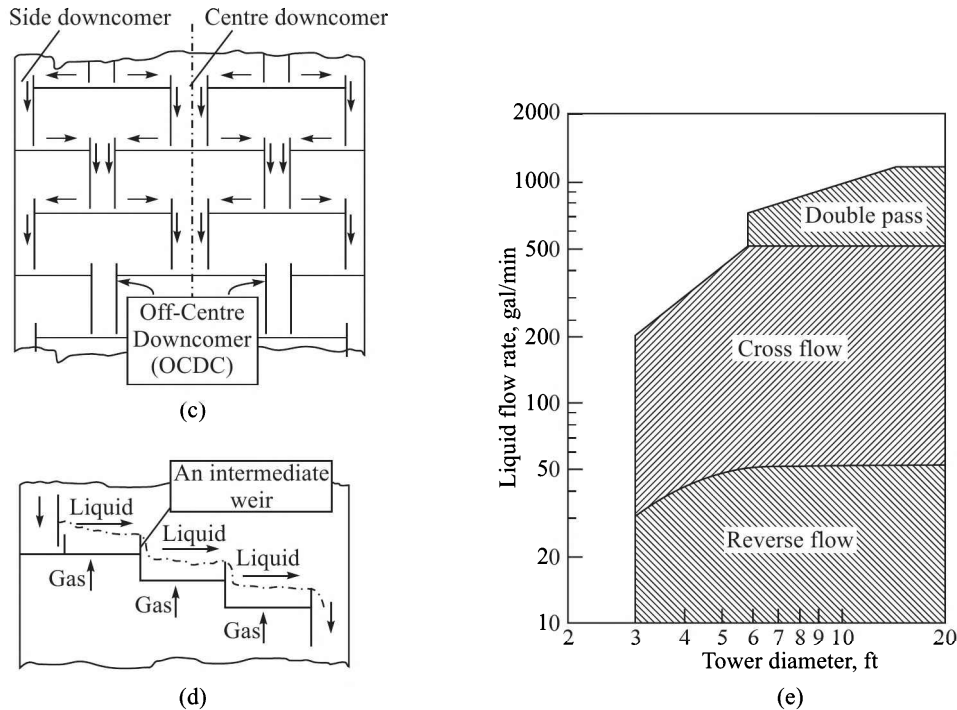 Side downcomer
Centre downcomer
Off-Centre
Downcomer
(OCDC)
(c)
An intermediate
weir
Liquid
Liquid
Liquid
Gas
Gas
Gas
(d)
Liquid flow rate, gal/min
2000
1000
500
200
100
50
20
10
Double pass
Cross flow
Reverse flow
2 3 4 5 6 7 8 9 10 20
Tower diameter, ft
(e)